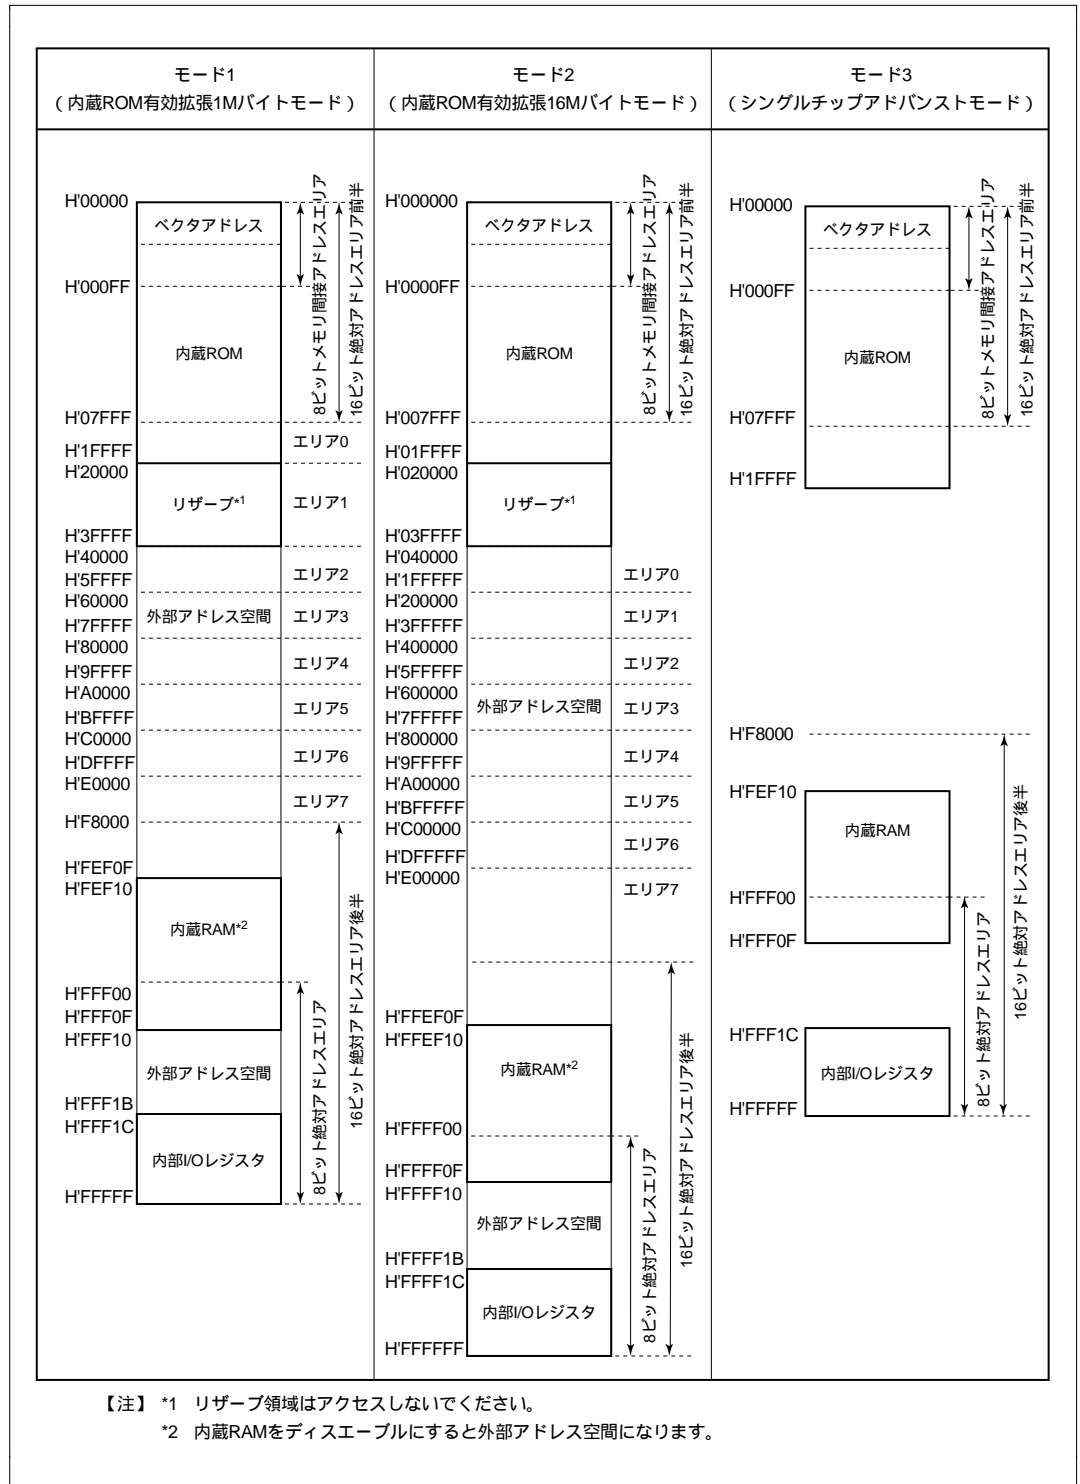 モード1
（内蔵ROM有効拡張1Mバイトモード）
H'00000
ベクタアドレス
H'000FF
内蔵ROM
H'07FFF
H'1FFFF
H'20000
リザーブ*1
H'3FFFF
H'40000
H'5FFFF
H'60000
外部アドレス空間
H'7FFFF
H'80000
H'9FFFF
H'A0000
H'BFFFF
H'C0000
H'DFFFF
H'E0000
H'F8000
H'FEF0F
H'FEF10
内蔵RAM*2
H'FFF00
H'FFF0F
H'FFF10
外部アドレス空間
H'FFF1B
H'FFF1C
内部I/Oレジスタ
H'FFFFF
エリア0
エリア1
エリア2
エリア3
エリア4
エリア5
エリア6
エリア7
8ビットメモリ間接アドレスエリア
16ビット絶対アドレスエリア前半
8ビット絶対アドレスエリア
16ビット絶対アドレスエリア後半
モード2
（内蔵ROM有効拡張16Mバイトモード）
H'000000
ベクタアドレス
H'0000FF
内蔵ROM
H'007FFF
H'01FFFF
H'020000
リザーブ*1
H'03FFFF
H'040000
H'1FFFFF
H'200000
H'3FFFFF
H'400000
H'5FFFFF
H'600000
外部アドレス空間
H'7FFFFF
H'800000
H'9FFFFF
H'A00000
H'BFFFFF
H'C00000
H'DFFFFF
H'E00000
H'FFEF0F
H'FFEF10
内蔵RAM*2
H'FFFF00
H'FFFF0F
H'FFFF10
外部アドレス空間
H'FFFF1B
H'FFFF1C
内部I/Oレジスタ
H'FFFFFF
エリア0
エリア1
エリア2
エリア3
エリア4
エリア5
エリア6
エリア7
8ビットメモリ間接アドレスエリア
16ビット絶対アドレスエリア前半
8ビット絶対アドレスエリア
16ビット絶対アドレスエリア後半
モード3
（シングルチップアドバンストモード）
H'00000
ベクタアドレス
H'000FF
内蔵ROM
H'07FFF
H'1FFFF
H'F8000
H'FEF10
内蔵RAM
H'FFF00
H'FFF0F
H'FFF1C
内部I/Oレジスタ
H'FFFFF
8ビットメモリ間接アドレスエリア
16ビット絶対アドレスエリア前半
8ビット絶対アドレスエリア
16ビット絶対アドレスエリア後半
【注】 *1 リザーブ領域はアクセスしないでください。
*2 内蔵RAMをディスエーブルにすると外部アドレス空間になります。